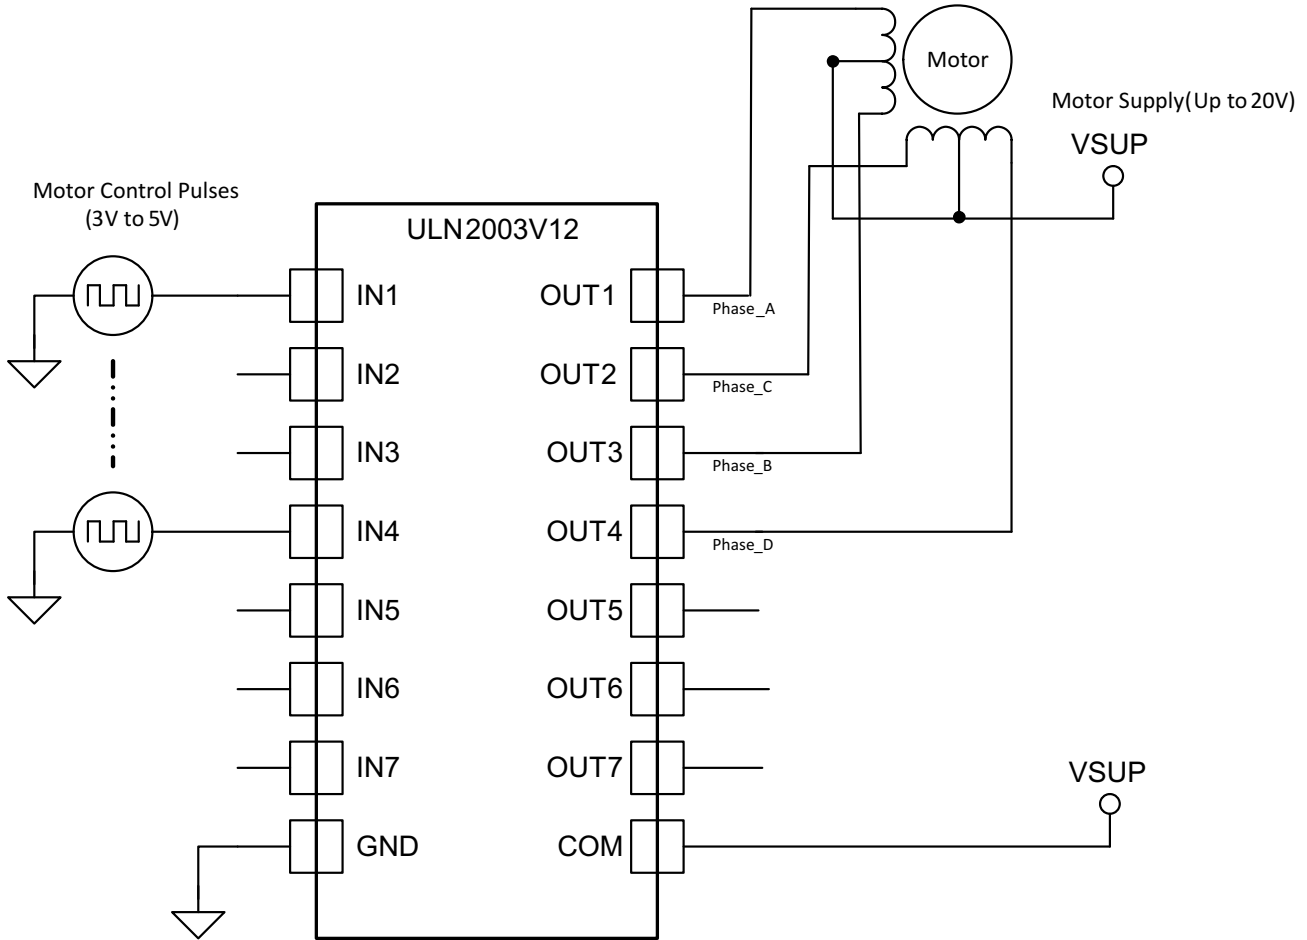 Motor
Motor Supply(Up to 20V)
VSUP
Motor Control Pulses
(3V to 5V)
ULN2003V12
IN1
OUT1
Phase_A
IN2
OUT2
Phase_C
IN3
OUT3
Phase_B
IN4
OUT4
Phase_D
IN5
OUT5
IN6
OUT6
IN7
OUT7
VSUP
GND
COM